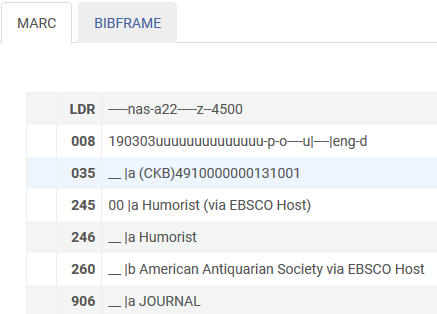 MARC BIBFRAME
LDR -----nas-a22-----z--4500
008 190303uuuuuuuuuuuuuuu-p-o----u|----|eng-d
035 __ |a (CKB)4910000000131001
245 00 |a Humorist (via EBSCO Host)
246 __ |a Humorist
260 __ |b American Antiquarian Society via EBSCO Host
906 __ |a JOURNAL